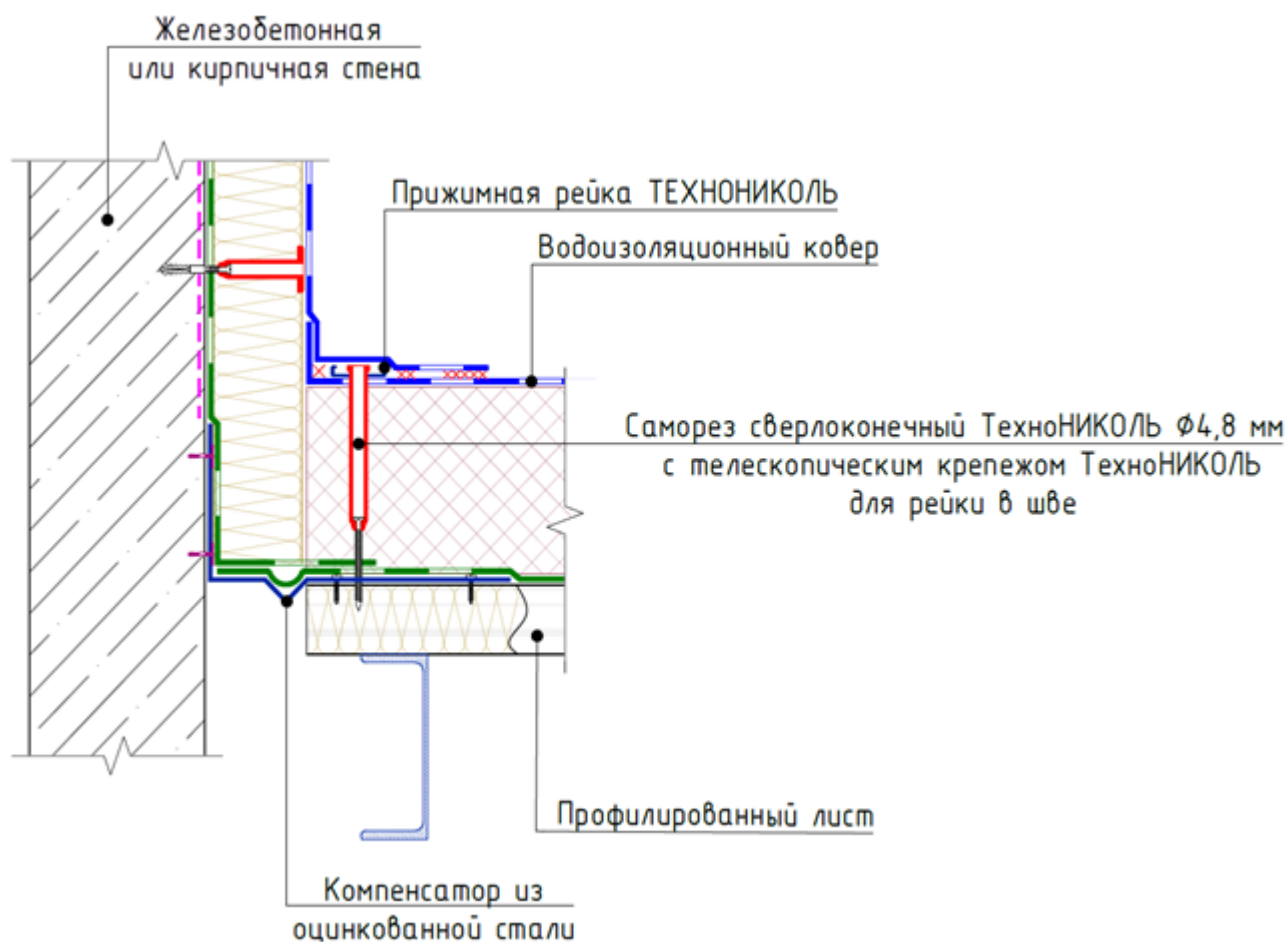 Железобетонная
или кирпичная стена
Прижимная рейка ТЕХНОНИКОЛЬ
Водоизоляционный ковер
Саморез сверлоконечный ТехноНИКОЛЬ Ø4,8 мм
с телескопическим крепежом ТехноНИКОЛЬ
для рейки в шве
Профилированный лист
Компенсатор из
оцинкованной стали